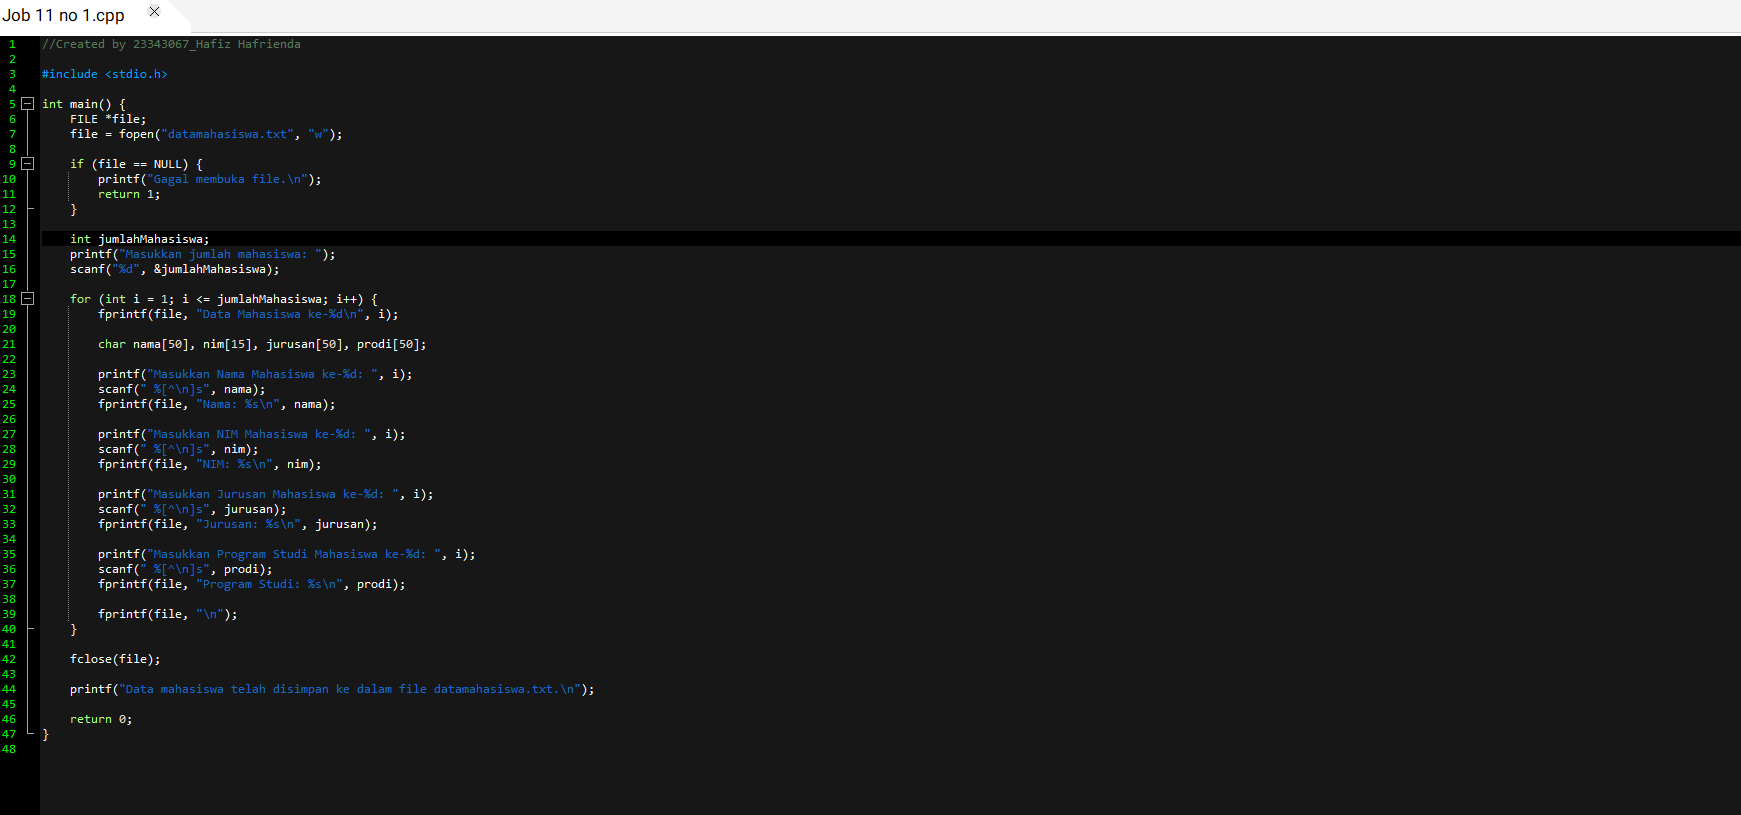 Job 11 no 1.cpp
1 //Created by 23343067_Hafiz Hafrienda
2
3 #include <stdio.h>
4
5 int main() {
6 FILE *file;
7 file = fopen("datamahasiswa.txt", "w");
8
9 if (file == NULL) {
10 printf("Gagal membuka file.\n");
11 return 1;
12 }
13
14 int jumlahMahasiswa;
15 printf("Masukkan jumlah mahasiswa: ");
16 scanf("%d", &jumlahMahasiswa);
17
18 for (int i = 1; i <= jumlahMahasiswa; i++) {
19 fprintf(file, "Data Mahasiswa ke-%d\n", i);
20
21 char nama[50], nim[15], jurusan[50], prodi[50];
22
23 printf("Masukkan Nama Mahasiswa ke-%d: ", i);
24 scanf(" %[^\n]s", nama);
25 fprintf(file, "Nama: %s\n", nama);
26
27 printf("Masukkan NIM Mahasiswa ke-%d: ", i);
28 scanf(" %[^\n]s", nim);
29 fprintf(file, "NIM: %s\n", nim);
30
31 printf("Masukkan Jurusan Mahasiswa ke-%d: ", i);
32 scanf(" %[^\n]s", jurusan);
33 fprintf(file, "Jurusan: %s\n", jurusan);
34
35 printf("Masukkan Program Studi Mahasiswa ke-%d: ", i);
36 scanf(" %[^\n]s", prodi);
37 fprintf(file, "Program Studi: %s\n", prodi);
38
39 fprintf(file, "\n");
40 }
41
42 fclose(file);
43
44 printf("Data mahasiswa telah disimpan ke dalam file datamahasiswa.txt.\n");
45
46 return 0;
47 }
48